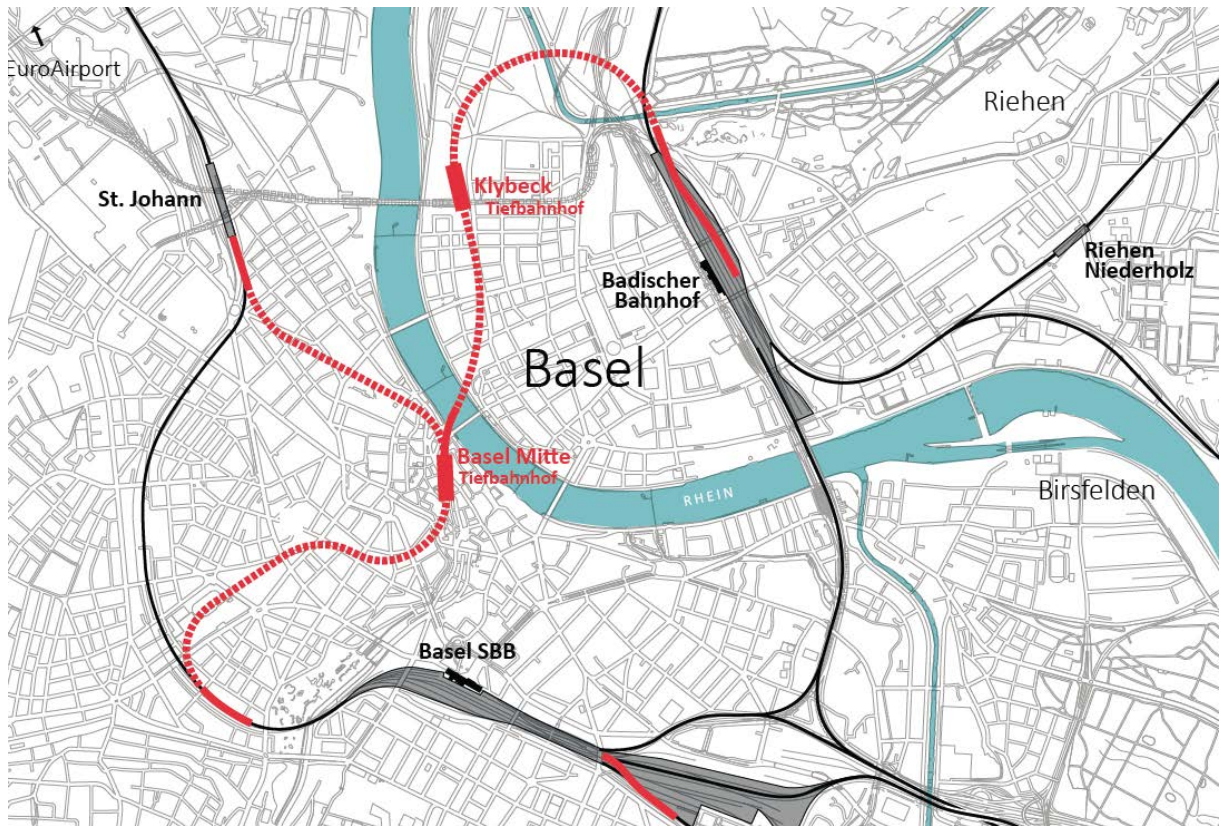 EuroAirport
Riehen
St. Johann
Klybeck
Tiefbahnhof
Riehen
Niederholz
Badischer
Bahnhof
Basel
Basel Mitte
Tiefbahnhof
RHEIN
Birsfelden
Basel SBB